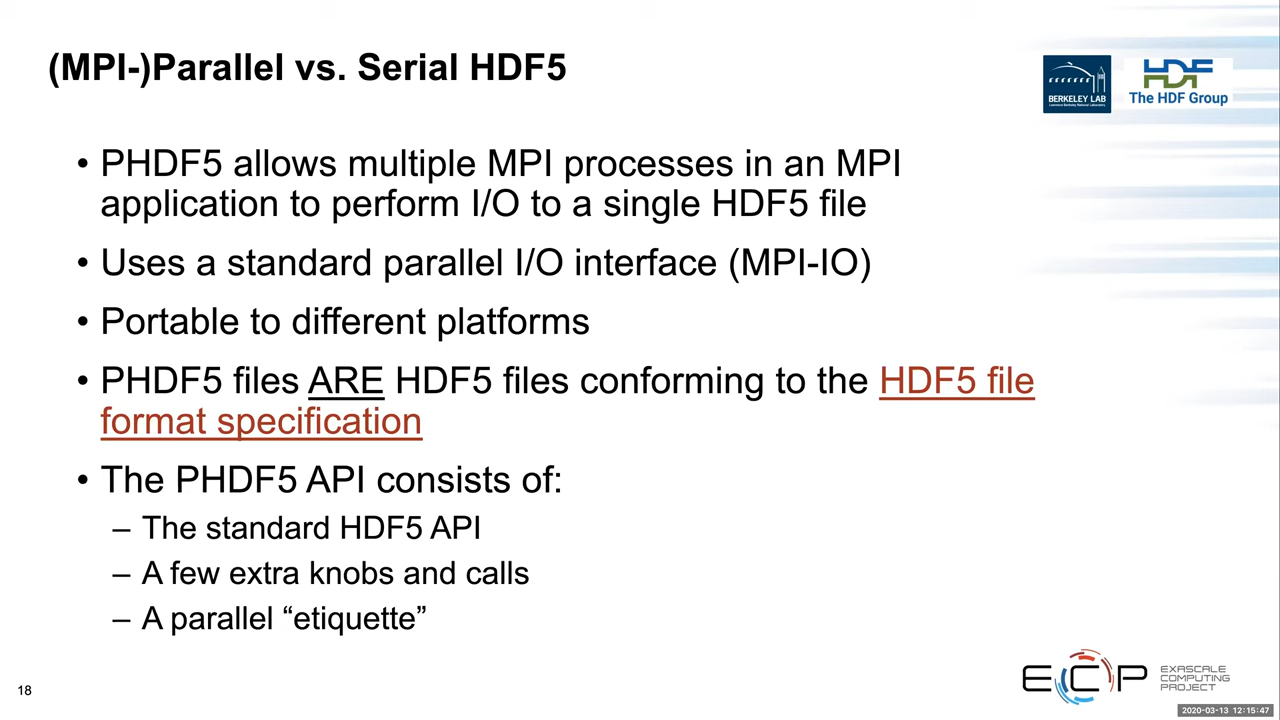 (MPI-)Parallel vs. Serial HDF5
BERKELEY LAB
The HDF Group
• PHDF5 allows multiple MPI processes in an MPI
application to perform I/O to a single HDF5 file
• Uses a standard parallel I/O interface (MPI-IO)
• Portable to different platforms
• PHDF5 files ARE HDF5 files conforming to the HDF5 file
format specification
• The PHDF5 API consists of:
– The standard HDF5 API
– A few extra knobs and calls
– A parallel “etiquette”
18
ECP
EXASCALE
COMPUTING
PROJECT
2020-03-13 12:15:47